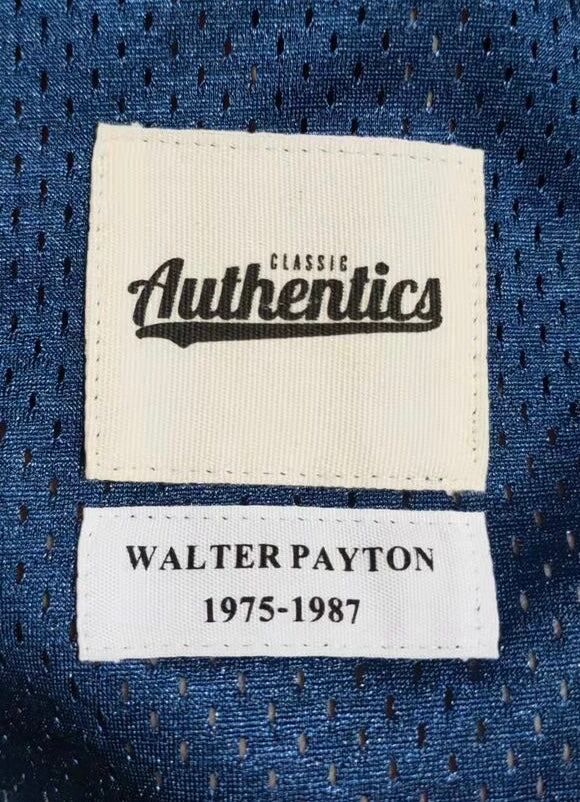 CLASSIC
Authentics
WALTER PAYTON
1975-1987